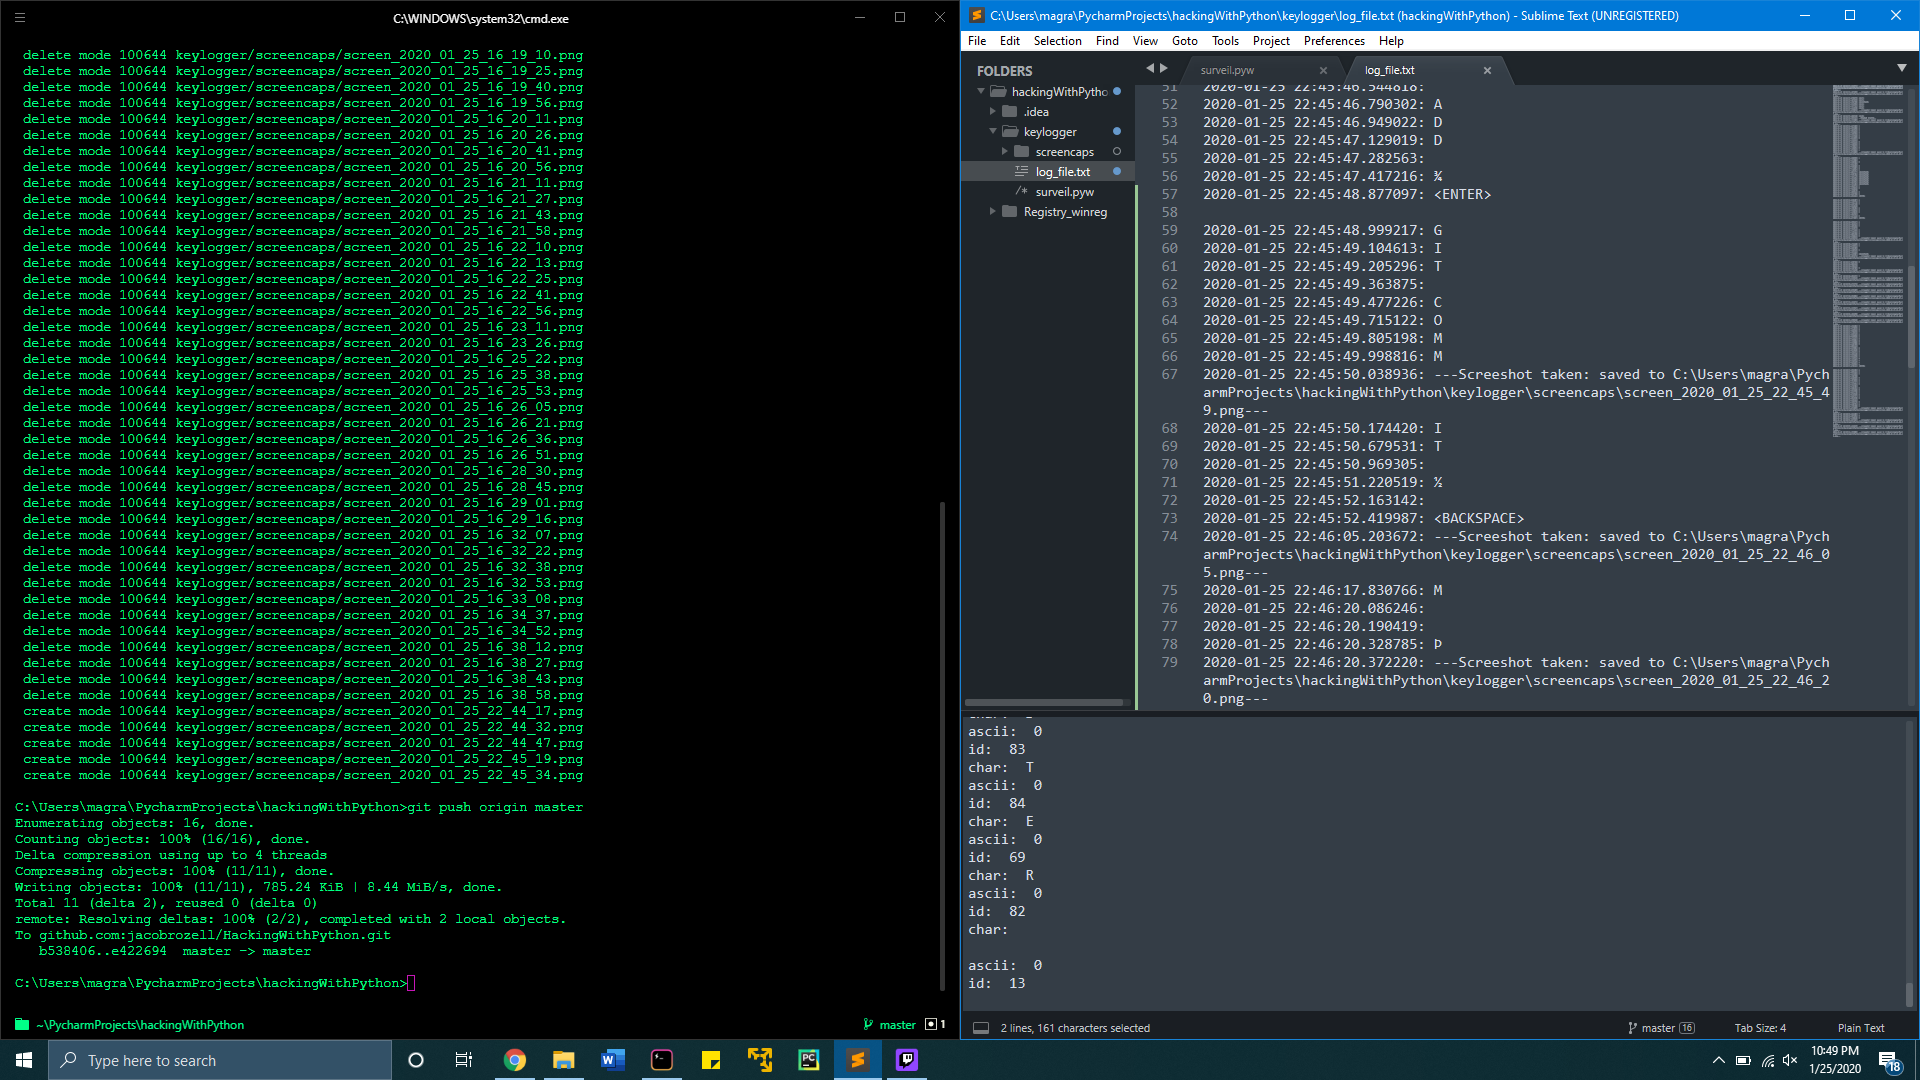 C:\WINDOWS\system32\cmd.exe
delete mode 100644 keylogger/screencaps/screen_2020_01_25_16_19_10.png
delete mode 100644 keylogger/screencaps/screen_2020_01_25_16_19_25.png
delete mode 100644 keylogger/screencaps/screen_2020_01_25_16_19_40.png
delete mode 100644 keylogger/screencaps/screen_2020_01_25_16_19_56.png
delete mode 100644 keylogger/screencaps/screen_2020_01_25_16_20_11.png
delete mode 100644 keylogger/screencaps/screen_2020_01_25_16_20_26.png
delete mode 100644 keylogger/screencaps/screen_2020_01_25_16_20_41.png
delete mode 100644 keylogger/screencaps/screen_2020_01_25_16_20_56.png
delete mode 100644 keylogger/screencaps/screen_2020_01_25_16_21_11.png
delete mode 100644 keylogger/screencaps/screen_2020_01_25_16_21_27.png
delete mode 100644 keylogger/screencaps/screen_2020_01_25_16_21_43.png
delete mode 100644 keylogger/screencaps/screen_2020_01_25_16_21_58.png
delete mode 100644 keylogger/screencaps/screen_2020_01_25_16_22_10.png
delete mode 100644 keylogger/screencaps/screen_2020_01_25_16_22_13.png
delete mode 100644 keylogger/screencaps/screen_2020_01_25_16_22_25.png
delete mode 100644 keylogger/screencaps/screen_2020_01_25_16_22_41.png
delete mode 100644 keylogger/screencaps/screen_2020_01_25_16_22_56.png
delete mode 100644 keylogger/screencaps/screen_2020_01_25_16_23_11.png
delete mode 100644 keylogger/screencaps/screen_2020_01_25_16_23_26.png
delete mode 100644 keylogger/screencaps/screen_2020_01_25_16_25_22.png
delete mode 100644 keylogger/screencaps/screen_2020_01_25_16_25_38.png
delete mode 100644 keylogger/screencaps/screen_2020_01_25_16_25_53.png
delete mode 100644 keylogger/screencaps/screen_2020_01_25_16_26_05.png
delete mode 100644 keylogger/screencaps/screen_2020_01_25_16_26_21.png
delete mode 100644 keylogger/screencaps/screen_2020_01_25_16_26_36.png
delete mode 100644 keylogger/screencaps/screen_2020_01_25_16_26_51.png
delete mode 100644 keylogger/screencaps/screen_2020_01_25_16_28_30.png
delete mode 100644 keylogger/screencaps/screen_2020_01_25_16_28_45.png
delete mode 100644 keylogger/screencaps/screen_2020_01_25_16_29_01.png
delete mode 100644 keylogger/screencaps/screen_2020_01_25_16_29_16.png
delete mode 100644 keylogger/screencaps/screen_2020_01_25_16_32_07.png
delete mode 100644 keylogger/screencaps/screen_2020_01_25_16_32_22.png
delete mode 100644 keylogger/screencaps/screen_2020_01_25_16_32_38.png
delete mode 100644 keylogger/screencaps/screen_2020_01_25_16_32_53.png
delete mode 100644 keylogger/screencaps/screen_2020_01_25_16_33_08.png
delete mode 100644 keylogger/screencaps/screen_2020_01_25_16_34_37.png
delete mode 100644 keylogger/screencaps/screen_2020_01_25_16_34_52.png
delete mode 100644 keylogger/screencaps/screen_2020_01_25_16_38_12.png
delete mode 100644 keylogger/screencaps/screen_2020_01_25_16_38_27.png
delete mode 100644 keylogger/screencaps/screen_2020_01_25_16_38_43.png
delete mode 100644 keylogger/screencaps/screen_2020_01_25_16_38_58.png
create mode 100644 keylogger/screencaps/screen_2020_01_25_22_44_17.png
create mode 100644 keylogger/screencaps/screen_2020_01_25_22_44_32.png
create mode 100644 keylogger/screencaps/screen_2020_01_25_22_44_47.png
create mode 100644 keylogger/screencaps/screen_2020_01_25_22_45_19.png
create mode 100644 keylogger/screencaps/screen_2020_01_25_22_45_34.png
C:\Users\magra\PycharmProjects\hackingWithPython>git push origin master
Enumerating objects: 16, done.
Counting objects: 100% (16/16), done.
Delta compression using up to 4 threads
Compressing objects: 100% (11/11), done.
Writing objects: 100% (11/11), 785.24 KiB | 8.44 MiB/s, done.
Total 11 (delta 2), reused 0 (delta 0)
remote: Resolving deltas: 100% (2/2), completed with 2 local objects.
To github.com:jacobrozell/HackingWithPython.git
b538406..e422694 master -> master
C:\Users\magra\PycharmProjects\hackingWithPython>
~\PycharmProjects\hackingWithPython master 1
C:\Users\magra\PycharmProjects\hackingWithPython\keylogger\log_file.txt (hackingWithPython) - Sublime Text (UNREGISTERED)
File Edit Selection Find View Goto Tools Project Preferences Help
FOLDERS
hackingWithPytho
.idea
keylogger
screencaps
log_file.txt
surveil.pyw
Registry_winreg
surveil.pyw log_file.txt
51 2020-01-25 22:45:46.544818:
52 2020-01-25 22:45:46.790302: A
53 2020-01-25 22:45:46.949022: D
54 2020-01-25 22:45:47.129019: D
55 2020-01-25 22:45:47.282563:
56 2020-01-25 22:45:47.417216: %
57 2020-01-25 22:45:48.877097: <ENTER>
58
59 2020-01-25 22:45:48.999217: G
60 2020-01-25 22:45:49.104613: I
61 2020-01-25 22:45:49.205296: T
62 2020-01-25 22:45:49.363875:
63 2020-01-25 22:45:49.477226: C
64 2020-01-25 22:45:49.715122: O
65 2020-01-25 22:45:49.805198: M
66 2020-01-25 22:45:49.998816: M
67 2020-01-25 22:45:50.038936: ---Screeshot taken: saved to C:\Users\magra\Pych
armProjects\hackingWithPython\keylogger\screencaps\screen_2020_01_25_22_45_4
9.png---
68 2020-01-25 22:45:50.174420: I
69 2020-01-25 22:45:50.679531: T
70 2020-01-25 22:45:50.969305:
71 2020-01-25 22:45:51.220519: %
72 2020-01-25 22:45:52.163142:
73 2020-01-25 22:45:52.419987: <BACKSPACE>
74 2020-01-25 22:46:05.203672: ---Screeshot taken: saved to C:\Users\magra\Pych
armProjects\hackingWithPython\keylogger\screencaps\screen_2020_01_25_22_46_0
5.png---
75 2020-01-25 22:46:17.830766: M
76 2020-01-25 22:46:20.086246:
77 2020-01-25 22:46:20.190419:
78 2020-01-25 22:46:20.328785: Þ
79 2020-01-25 22:46:20.372220: ---Screeshot taken: saved to C:\Users\magra\Pych
armProjects\hackingWithPython\keylogger\screencaps\screen_2020_01_25_22_46_2
0.png---
ascii: 0
id: 83
char: T
ascii: 0
id: 84
char: E
ascii: 0
id: 69
char: R
ascii: 0
id: 82
char:
ascii: 0
id: 13
2 lines, 161 characters selected master 16 Tab Size: 4 Plain Text
Type here to search
10:49 PM
1/25/2020
18